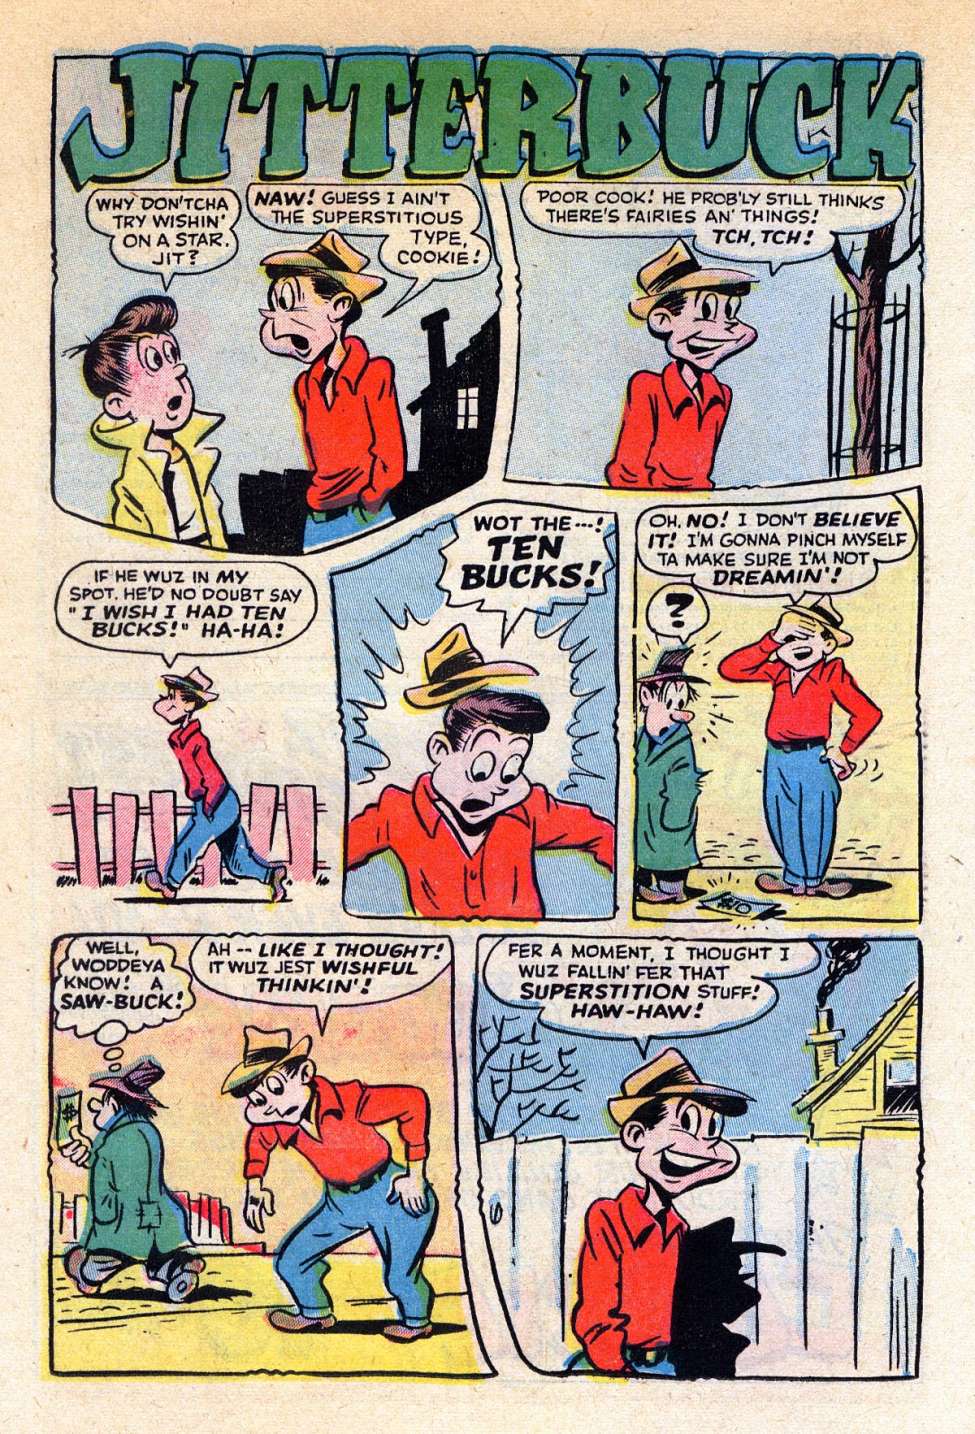 JITTERBUCK
WHY DON'TCHA
TRY WISHIN'
ON A STAR,
JIT?
NAW! GUESS I AIN'T
THE SUPERSTITIOUS
TYPE,
COOKIE!
POOR COOK! HE PROB'LY STILL THINKS
THERE'S FAIRIES AN' THINGS!
TCH, TCH!
IF HE WUZ IN MY
SPOT, HE'D NO DOUBT SAY
"I WISH I HAD TEN
BUCKS!" HA-HA!
WOT THE---!
TEN
BUCKS!
OH, NO! I DON'T BELIEVE
IT! I'M GONNA PINCH MYSELF
TA MAKE SURE I'M NOT
DREAMIN'!
?
$10
WELL,
WODDEYA
KNOW! A
SAW-BUCK!
$
AH -- LIKE I THOUGHT!
IT WUZ JEST WISHFUL
THINKIN'!
FER A MOMENT, I THOUGHT I
WUZ FALLIN' FER THAT
SUPERSTITION STUFF!
HAW-HAW!